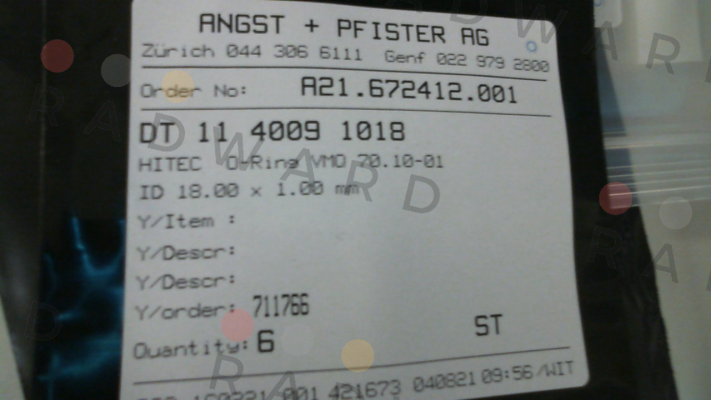 ANGST + PFISTER AG
Zürich 044 306 6111 Genf 022 979 2800
Order No: A21.672412.001
DT 11 4009 1018
HITEC O-Ring VMQ 70.10-01
ID 18.00 x 1.00 mm
Y/Item :
Y/Descr:
Y/Descr:
Y/order: 711766
Quantity: 6 ST
001 421673 040821 09:56 /WIT
RADWARD